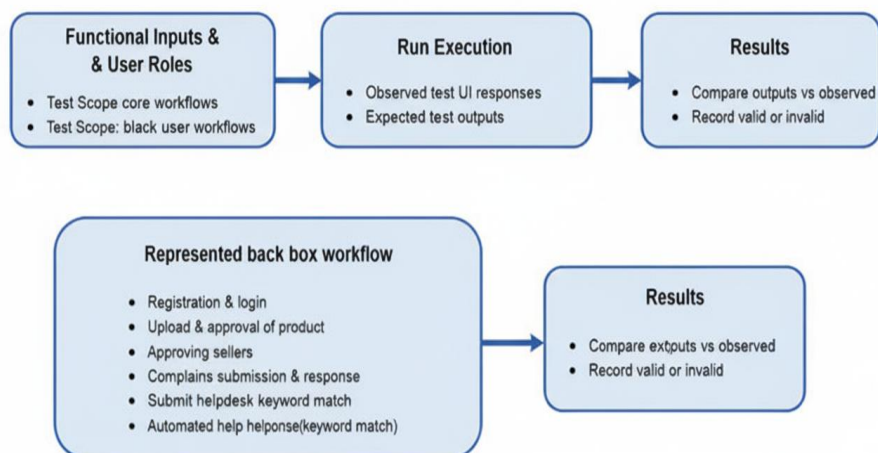 Functional Inputs &
& User Roles
• Test Scope core workflows
• Test Scope: black user workflows
Run Execution
• Observed test UI responses
• Expected test outputs
Results
• Compare outputs vs observed
• Record valid or invalid
Represented back box workflow
• Registration & login
• Upload & approval of product
• Approving sellers
• Complains submission & response
• Submit helpdesk keyword match
• Automated help helponse(keyword match)
Results
• Compare extputs vs observed
• Record valid or invalid